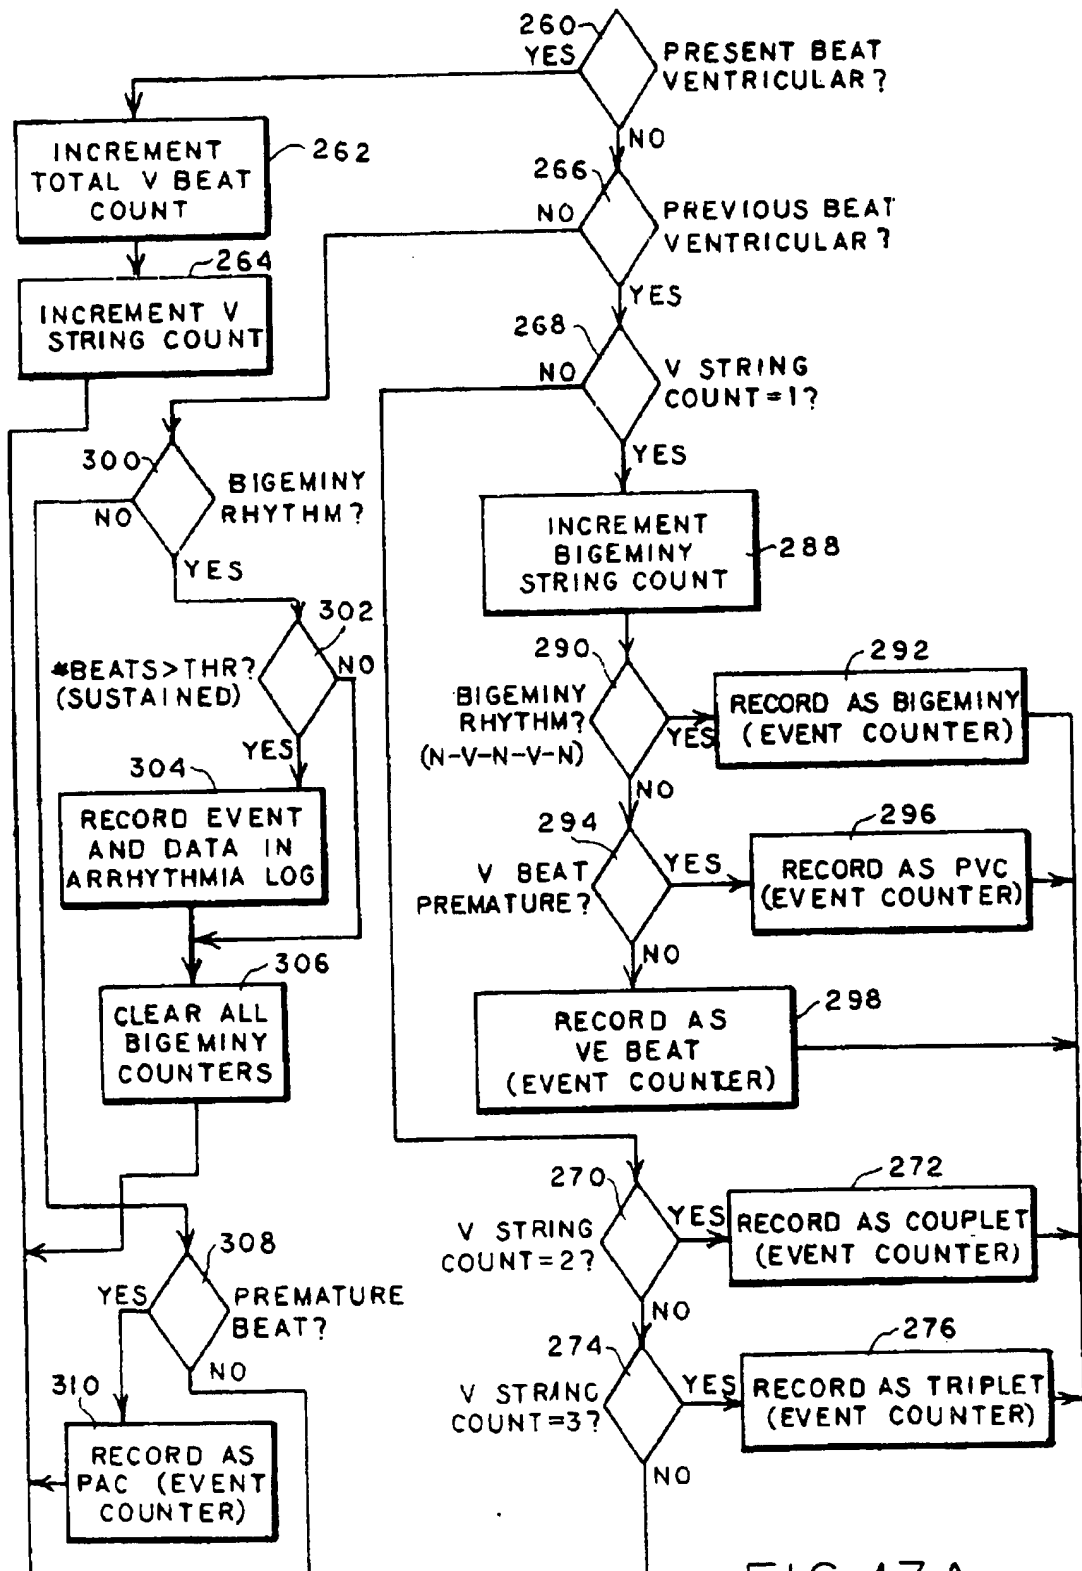 260
YES
PRESENT BEAT
VENTRICULAR?
NO
INCREMENT
TOTAL V BEAT
COUNT
262
266
NO
PREVIOUS BEAT
VENTRICULAR?
YES
264
INCREMENT V
STRING COUNT
268
NO
V STRING
COUNT=1?
YES
300
NO
BIGEMINY
RHYTHM?
YES
INCREMENT
BIGEMINY
STRING COUNT
288
302
*BEATS>THR?
(SUSTAINED)
NO
YES
290
BIGEMINY
RHYTHM?
(N-V-N-V-N)
YES
NO
292
RECORD AS BIGEMINY
(EVENT COUNTER)
304
RECORD EVENT
AND DATA IN
ARRHYTHMIA LOG
294
V BEAT
PREMATURE?
YES
NO
296
RECORD AS PVC
(EVENT COUNTER)
306
CLEAR ALL
BIGEMINY
COUNTERS
298
RECORD AS
VE BEAT
(EVENT COUNTER)
270
V STRING
COUNT=2?
YES
NO
272
RECORD AS COUPLET
(EVENT COUNTER)
308
YES
PREMATURE
BEAT?
NO
274
V STRING
COUNT=3?
YES
NO
276
RECORD AS TRIPLET
(EVENT COUNTER)
310
RECORD AS
PAC (EVENT
COUNTER)
FIG.17A